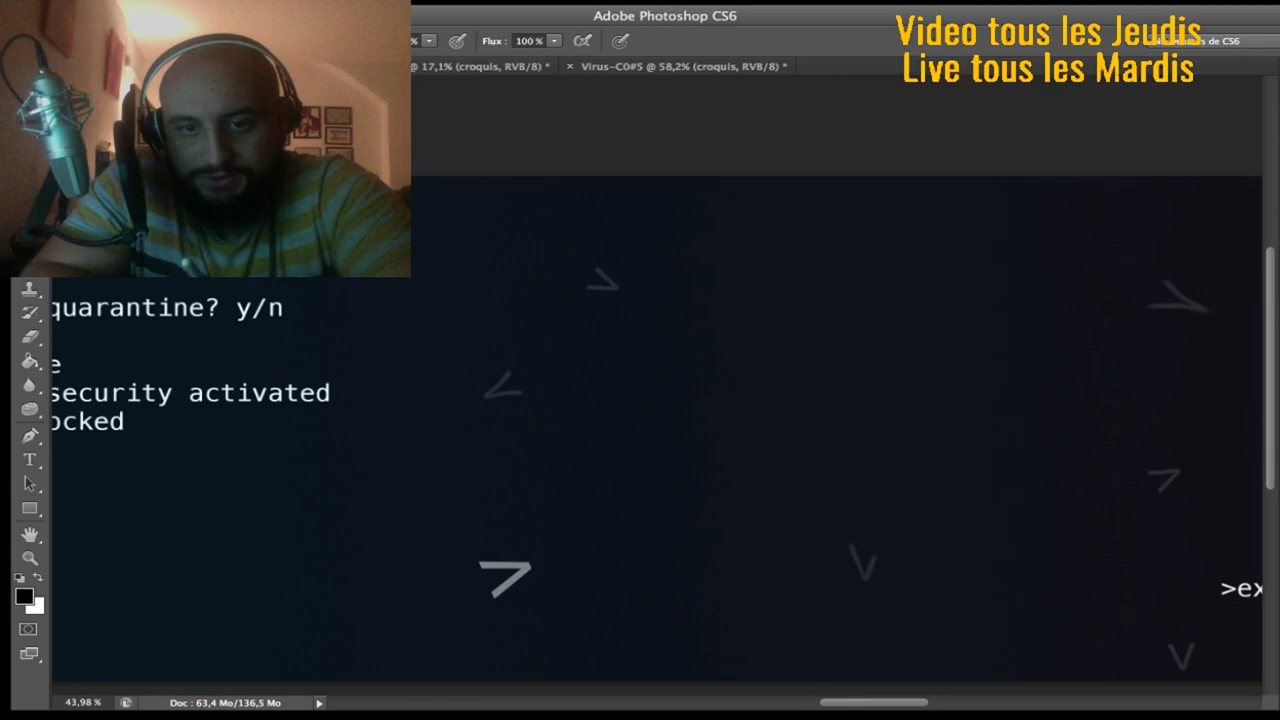 Adobe Photoshop CS6
Video tous les Jeudis
Live tous les Mardis
%
Flux : 100 %
de CS6
@ 17,1% (croquis, RVB/8) *
× Virus-C0#S @ 58,2% (croquis, RVB/8) *
quarantine? y/n
e
security activated
ocked
>ex
43,98 %
Doc : 63,4 Mo/136,5 Mo